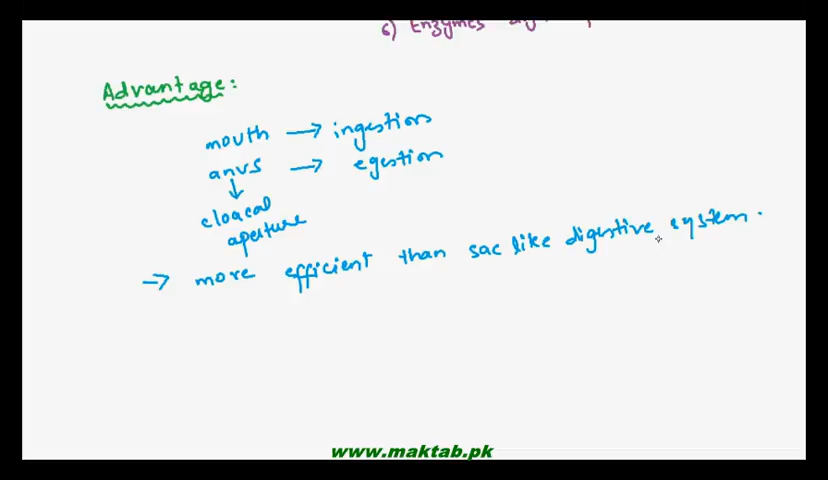 6) Enzymes
Advantage:
mouth → ingestion
anus → egestion
↓
cloacal
aperture
→ more efficient than sac like digestive system.
www.maktab.pk